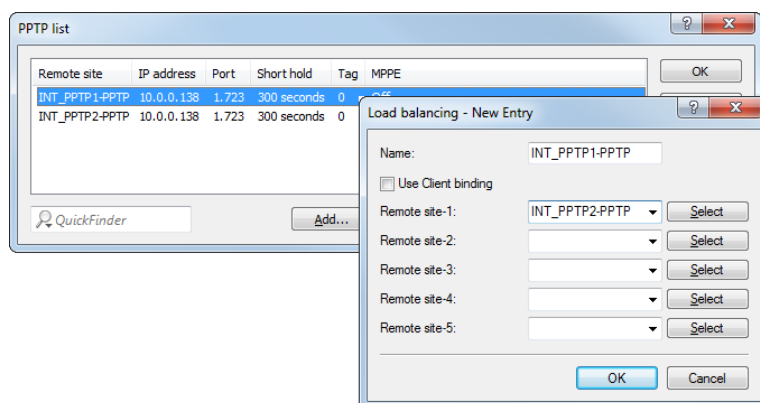 PPTP list
Remote site IP address Port Short hold Tag MPPE
INT_PPTP1-PPTP 10.0.0.138 1.723 300 seconds 0 Off
INT_PPTP2-PPTP 10.0.0.138 1.723 300 seconds 0
QuickFinder
Add...
OK
Load balancing - New Entry
Name: INT_PPTP1-PPTP
Use Client binding
Remote site-1: INT_PPTP2-PPTP Select
Remote site-2: Select
Remote site-3: Select
Remote site-4: Select
Remote site-5: Select
OK Cancel